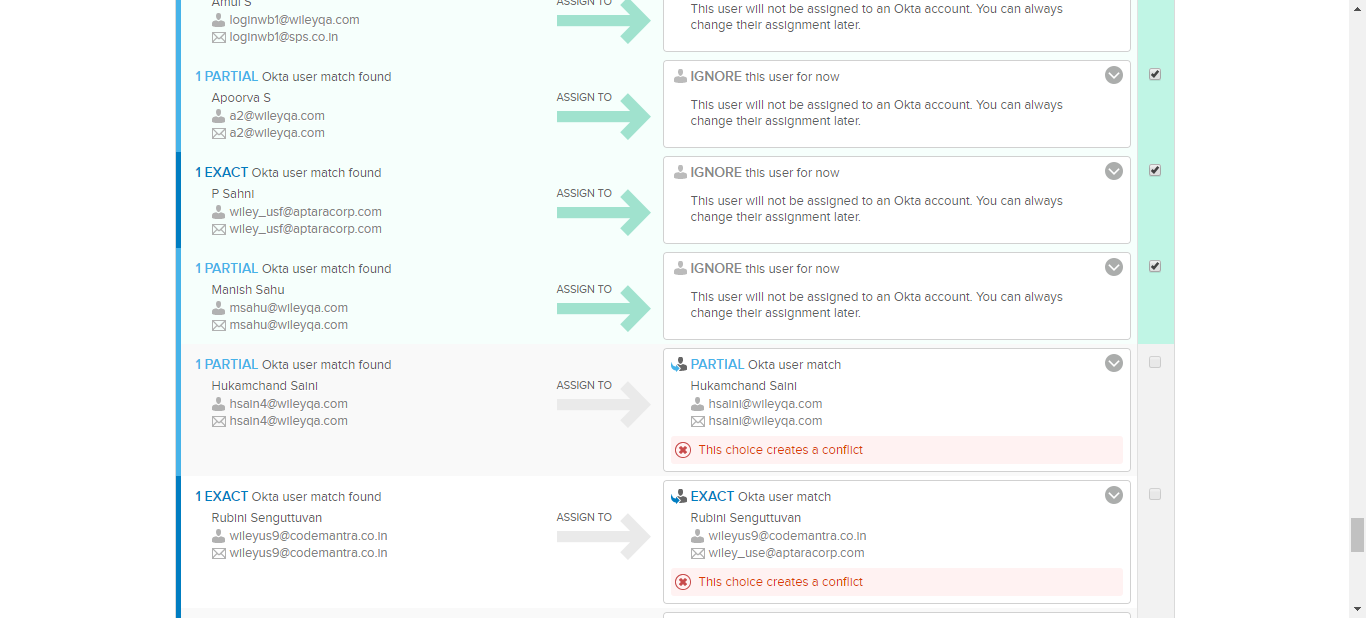 Amul S
ASSIGN TO
loginwb1@wileyqa.com
loginwb1@sps.co.in
This user will not be assigned to an Okta account. You can always
change their assignment later.
1 PARTIAL Okta user match found
Apoorva S
a2@wileyqa.com
a2@wileyqa.com
ASSIGN TO
IGNORE this user for now
This user will not be assigned to an Okta account. You can always
change their assignment later.
1 EXACT Okta user match found
P Sahni
wiley_usf@aptaracorp.com
wiley_usf@aptaracorp.com
ASSIGN TO
IGNORE this user for now
This user will not be assigned to an Okta account. You can always
change their assignment later.
1 PARTIAL Okta user match found
Manish Sahu
msahu@wileyqa.com
msahu@wileyqa.com
ASSIGN TO
IGNORE this user for now
This user will not be assigned to an Okta account. You can always
change their assignment later.
1 PARTIAL Okta user match found
Hukamchand Saini
hsain4@wileyqa.com
hsain4@wileyqa.com
ASSIGN TO
PARTIAL Okta user match
Hukamchand Saini
hsaini@wileyqa.com
hsaini@wileyqa.com
This choice creates a conflict
1 EXACT Okta user match found
Rubini Senguttuvan
wileyus9@codemantra.co.in
wileyus9@codemantra.co.in
ASSIGN TO
EXACT Okta user match
Rubini Senguttuvan
wileyus9@codemantra.co.in
wiley_use@aptaracorp.com
This choice creates a conflict